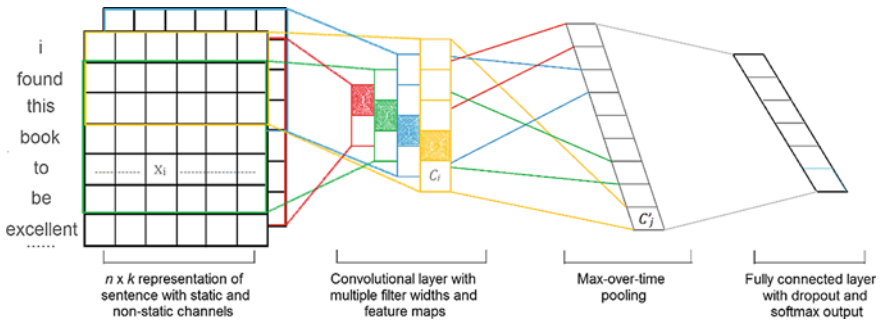 i
found
this
book
to
be
excellent
......
Xi
Ci
C'j
n x k representation of
sentence with static and
non-static channels
Convolutional layer with
multiple filter widths and
feature maps
Max-over-time
pooling
Fully connected layer
with dropout and
softmax output